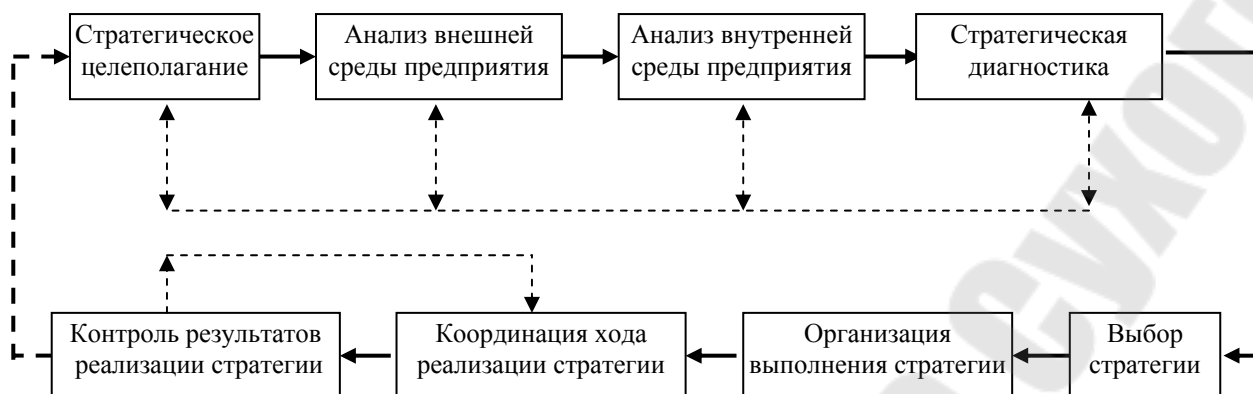 Стратегическое
целеполагание
Анализ внешней
среды предприятия
Анализ внутренней
среды предприятия
Стратегическая
диагностика
Контроль результатов
реализации стратегии
Координация хода
реализации стратегии
Организация
выполнения стратегии
Выбор
стратегии